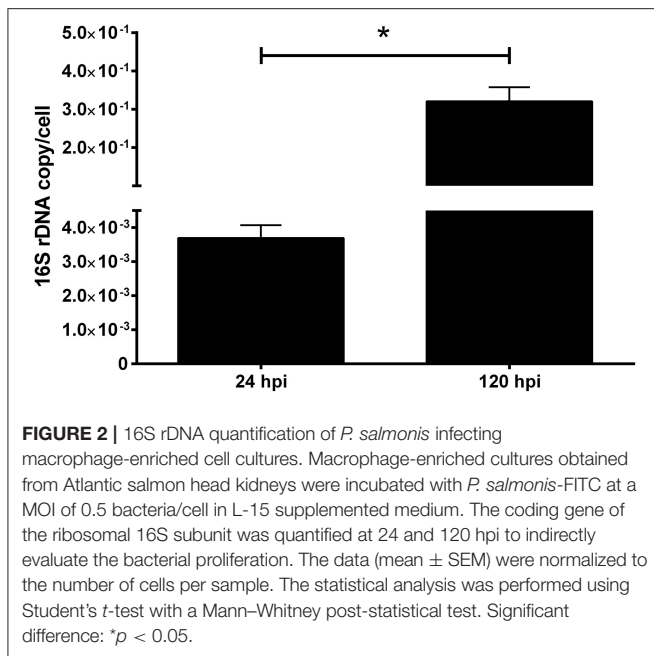 5.0×10⁻¹
4.0×10⁻¹
3.0×10⁻¹
2.0×10⁻¹
4.0×10⁻³
3.0×10⁻³
2.0×10⁻³
1.0×10⁻³
0
16S rDNA copy/cell
*
24 hpi 120 hpi
FIGURE 2 | 16S rDNA quantification of P. salmonis infecting
macrophage-enriched cell cultures. Macrophage-enriched cultures obtained
from Atlantic salmon head kidneys were incubated with P. salmonis-FITC at a
MOI of 0.5 bacteria/cell in L-15 supplemented medium. The coding gene of
the ribosomal 16S subunit was quantified at 24 and 120 hpi to indirectly
evaluate the bacterial proliferation. The data (mean ± SEM) were normalized to
the number of cells per sample. The statistical analysis was performed using
Student's t-test with a Mann–Whitney post-statistical test. Significant
difference: *p < 0.05.